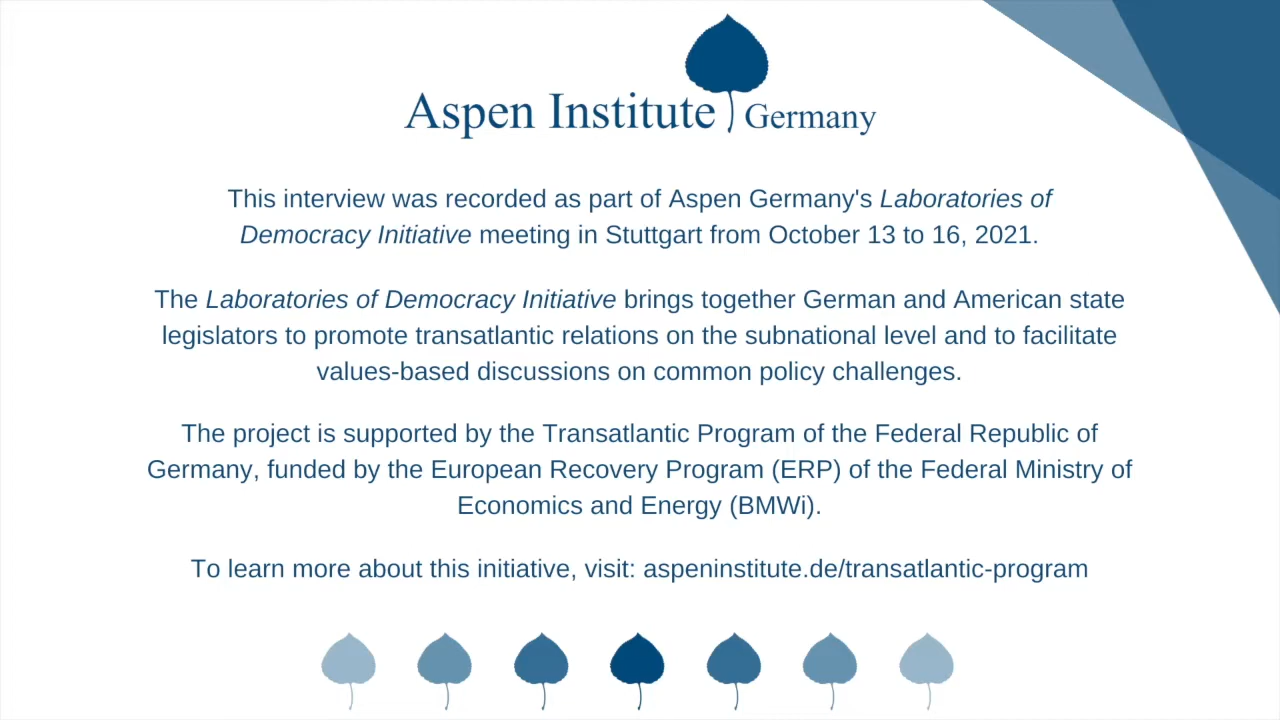 Aspen Institute Germany
This interview was recorded as part of Aspen Germany's Laboratories of
Democracy Initiative meeting in Stuttgart from October 13 to 16, 2021.
The Laboratories of Democracy Initiative brings together German and American state
legislators to promote transatlantic relations on the subnational level and to facilitate
values-based discussions on common policy challenges.
The project is supported by the Transatlantic Program of the Federal Republic of
Germany, funded by the European Recovery Program (ERP) of the Federal Ministry of
Economics and Energy (BMWi).
To learn more about this initiative, visit: aspeninstitute.de/transatlantic-program